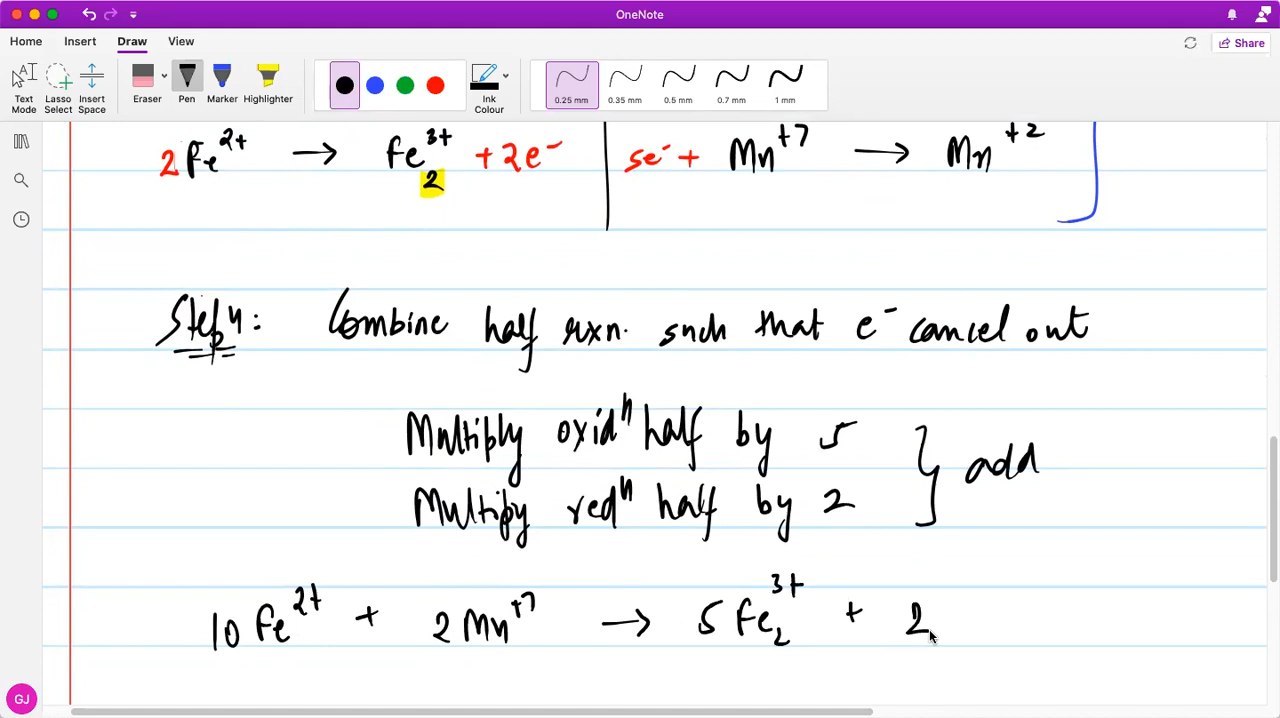 OneNote
Home Insert Draw View
Share
Text Mode
Lasso Select
Insert Space
Eraser
Pen
Marker
Highlighter
Ink Colour
0.25 mm
0.35 mm
0.5 mm
0.7 mm
1 mm
2Fe²⁺ → Fe₂³⁺ + 2e⁻ | 5e⁻ + Mn⁺⁷ → Mn⁺²
Step 4: Combine half rxn. such that e⁻ cancel out
Multiply oxidⁿ half by 5
Multipy redⁿ half by 2 } add
10 Fe²⁺ + 2 Mn⁺⁷ → 5 Fe₂³⁺ + 2
GJ